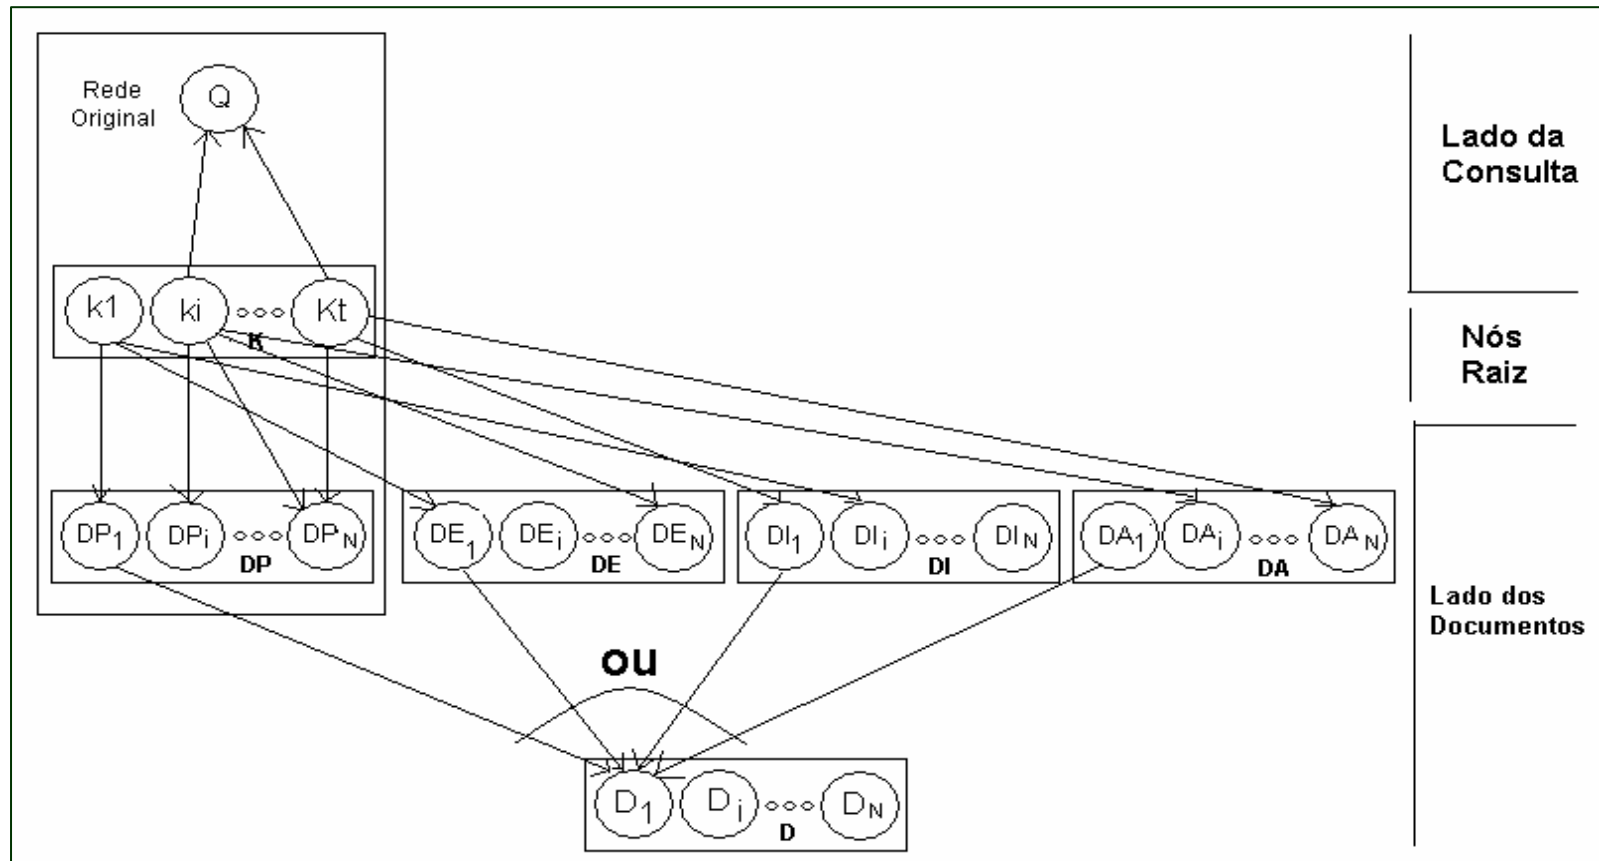 Rede
Original
Q
Lado da
Consulta
k1 ki Kt
K
Nós
Raiz
DP1 DPi DPN
DP
DE1 DEi DEN
DE
DI1 DIi DIN
DI
DA1 DAi DAN
DA
Lado dos
Documentos
ou
D1 Di DN
D